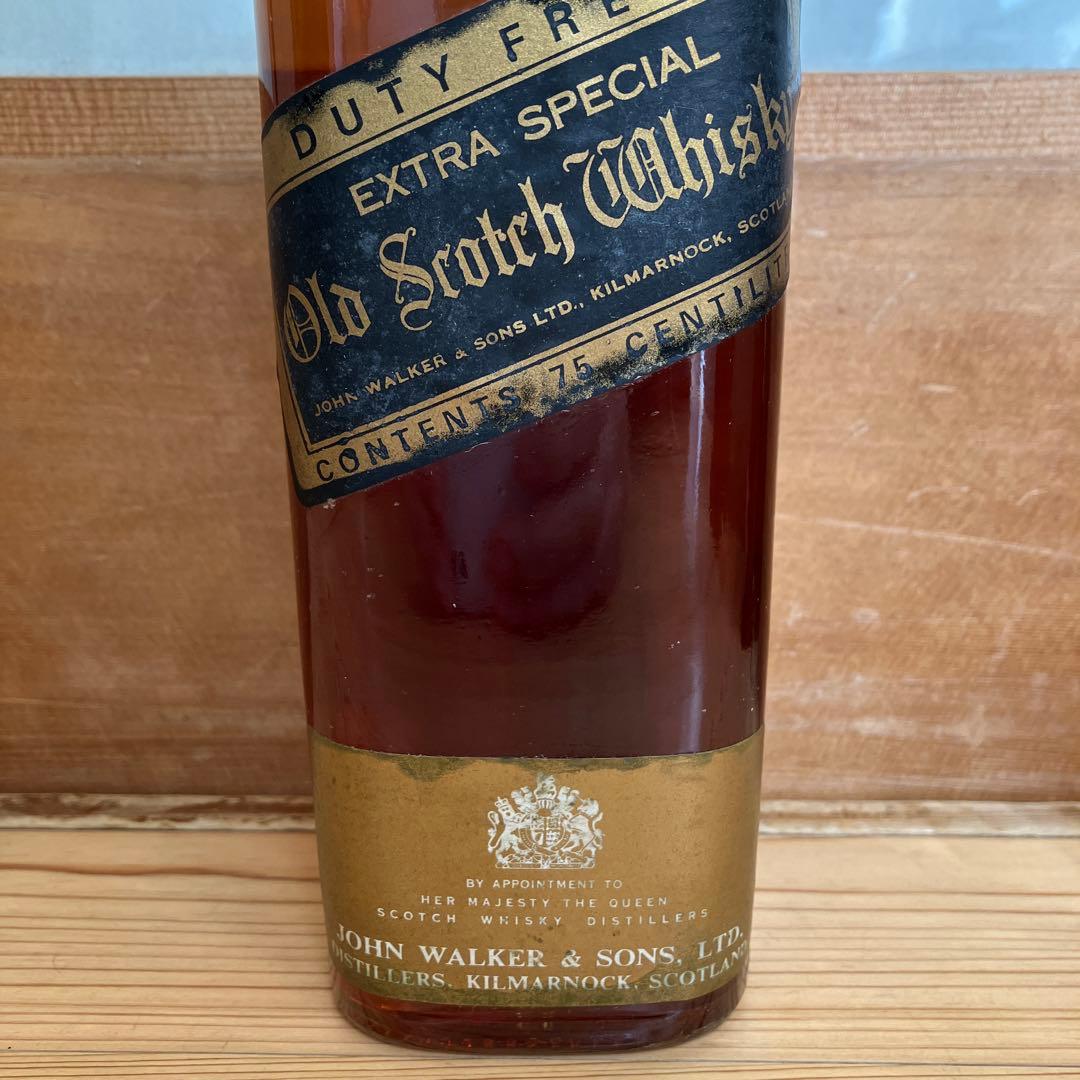 DUTY FRE
EXTRA SPECIAL
Old Scotch Whisky
JOHN WALKER & SONS LTD., KILMARNOCK, SCOTLA
CONTENTS 75 CENTILIT
BY APPOINTMENT TO
HER MAJESTY THE QUEEN
SCOTCH WHISKY DISTILLERS
JOHN WALKER & SONS, LTD.
DISTILLERS, KILMARNOCK, SCOTLAND